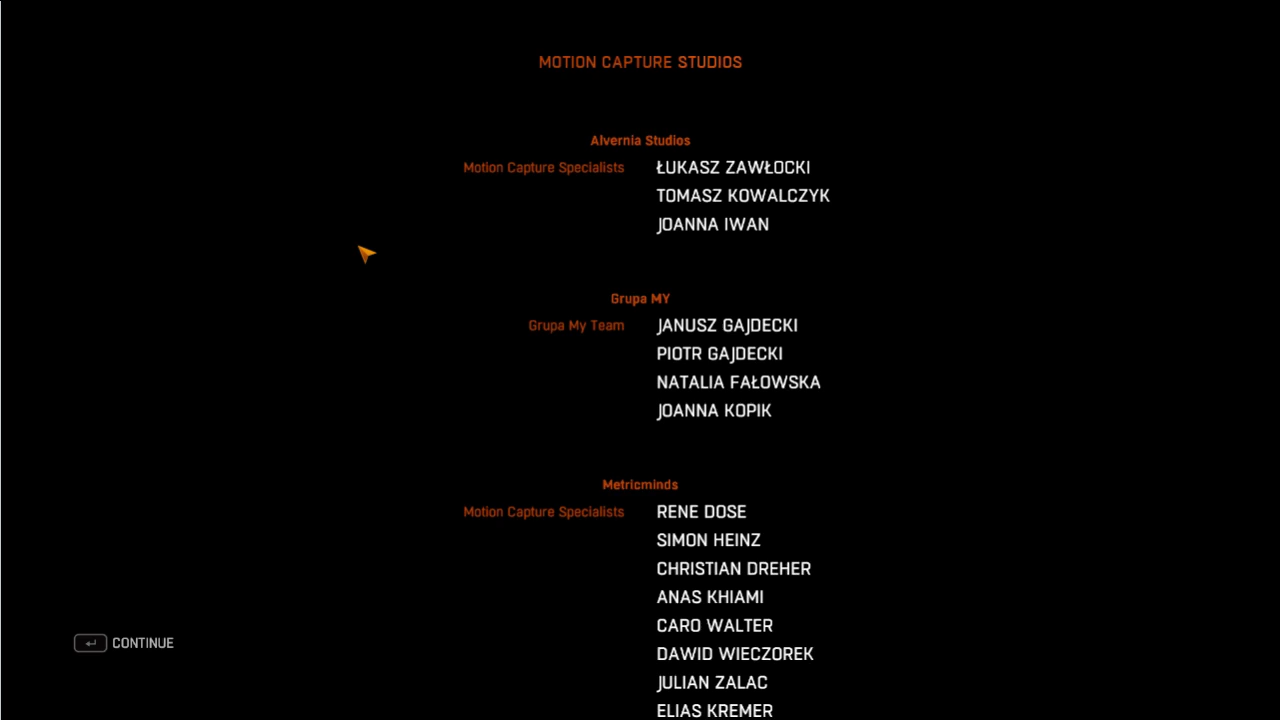 MOTION CAPTURE STUDIOS
Alvernia Studios
Motion Capture Specialists ŁUKASZ ZAWŁOCKI
TOMASZ KOWALCZYK
JOANNA IWAN
Grupa MY
Grupa My Team JANUSZ GAJDECKI
PIOTR GAJDECKI
NATALIA FAŁOWSKA
JOANNA KOPIK
Metricminds
Motion Capture Specialists RENE DOSE
SIMON HEINZ
CHRISTIAN DREHER
ANAS KHIAMI
CARO WALTER
DAWID WIECZOREK
JULIAN ZALAC
ELIAS KREMER
CONTINUE